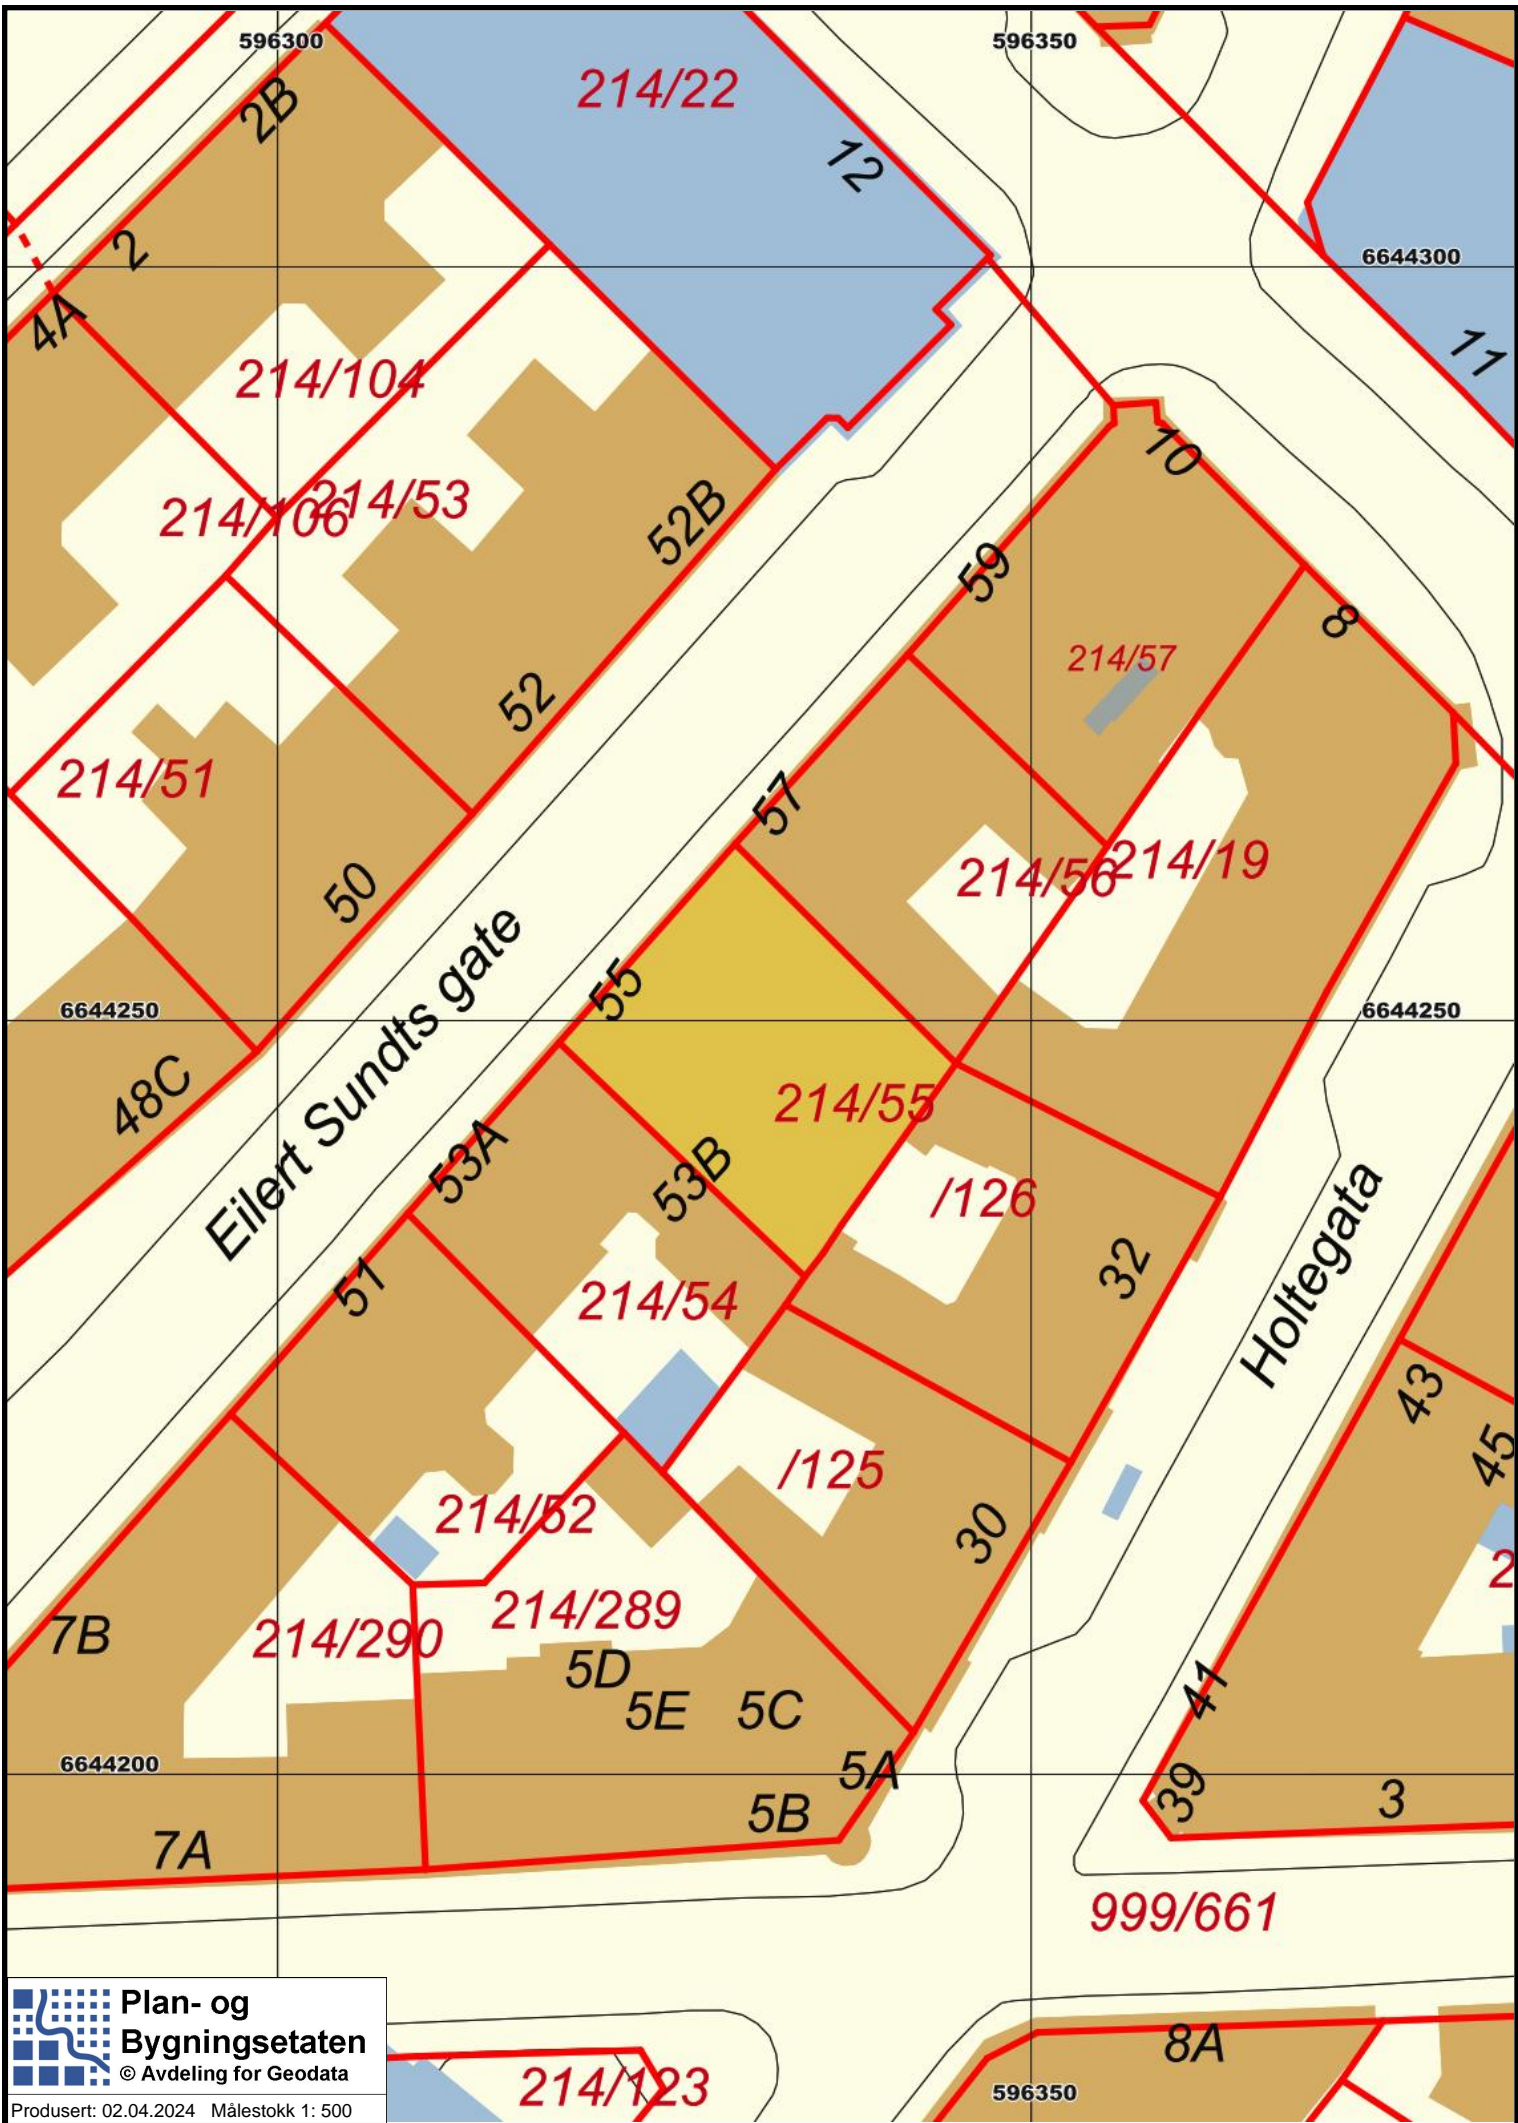 596300
596350
214/22
2B
12
2
6644300
4A
11
214/104
10
214/53
214/106
52B
59
8
214/57
52
214/51
57
214/56
214/19
50
Eilert Sundts gate
55
6644250
6644250
48C
214/55
53A
53B
/126
32
Holtegata
51
214/54
43
45
/125
214/52
30
2
7B
214/290
214/289
5D
5E
5C
41
6644200
5A
39
3
5B
7A
999/661
Plan- og
Bygningsetaten
© Avdeling for Geodata
Produsert: 02.04.2024 Målestokk 1: 500
8A
214/123
596350